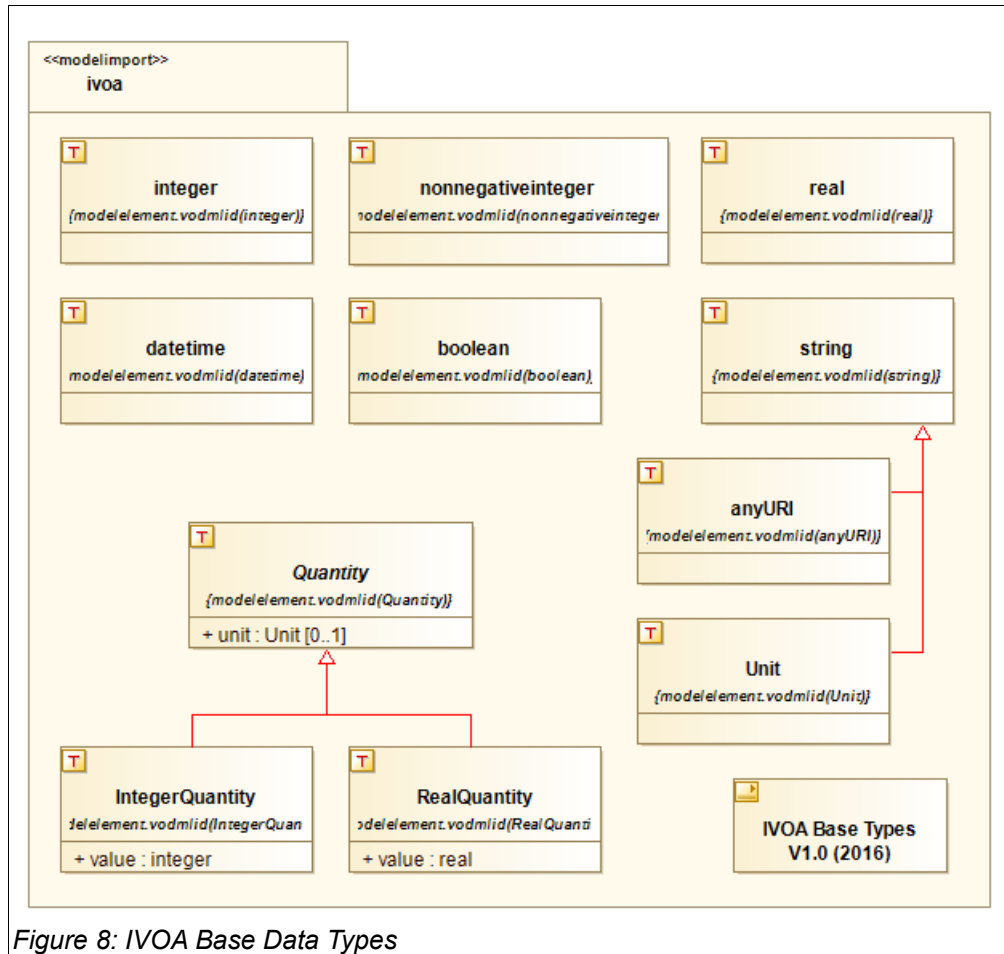 <<modelimport>>
ivoa
T
integer
{modelelement.vodmlid(integer)}
T
nonnegativeinteger
modelelement.vodmlid(nonnegativeinteger
T
real
{modelelement.vodmlid(real)}
T
datetime
modelelement.vodmlid(datetime)
T
boolean
modelelement.vodmlid(boolean)
T
string
{modelelement.vodmlid(string)}
T
anyURI
{modelelement.vodmlid(anyURI)}
T
Quantity
{modelelement.vodmlid(Quantity)}
+ unit : Unit [0..1]
T
Unit
{modelelement.vodmlid(Unit)}
T
IntegerQuantity
delelement.vodmlid(IntegerQuan
+ value : integer
T
RealQuantity
odelelement.vodmlid(RealQuanti
+ value : real
IVOA Base Types
V1.0 (2016)
Figure 8: IVOA Base Data Types